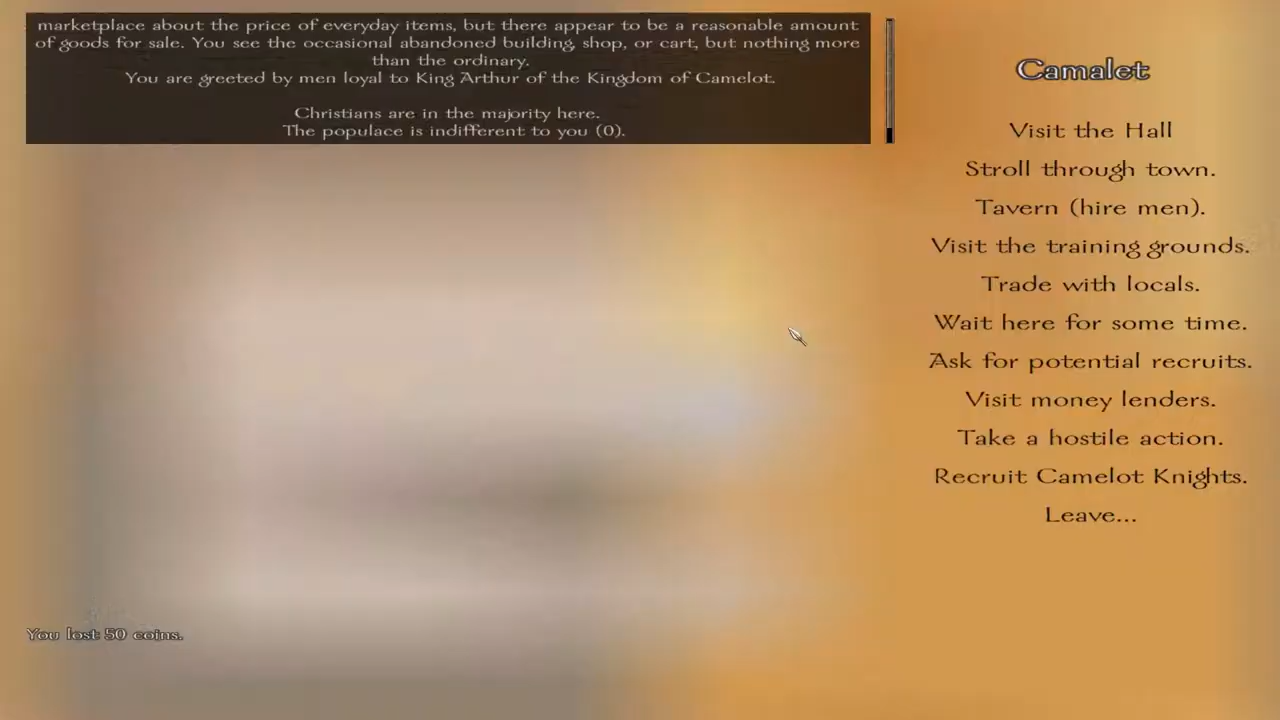 marketplace about the price of everyday items, but there appear to be a reasonable amount
of goods for sale. You see the occasional abandoned building, shop, or cart, but nothing more
than the ordinary.
You are greeted by men loyal to King Arthur of the Kingdom of Camelot.
Christians are in the majority here.
The populace is indifferent to you (0).
Camalet
Visit the Hall
Stroll through town.
Tavern (hire men).
Visit the training grounds.
Trade with locals.
Wait here for some time.
Ask for potential recruits.
Visit money lenders.
Take a hostile action.
Recruit Camelot Knights.
Leave...
You lost 50 coins.